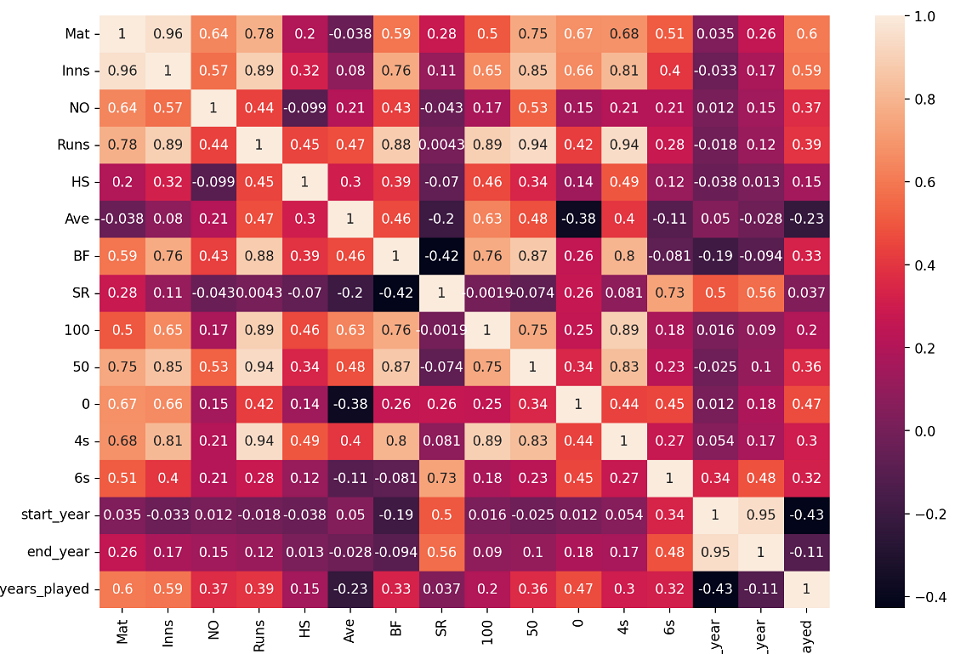 Mat 1 0.96 0.64 0.78 0.2 -0.038 0.59 0.28 0.5 0.75 0.67 0.68 0.51 0.035 0.26 0.6
Inns 0.96 1 0.57 0.89 0.32 0.08 0.76 0.11 0.65 0.85 0.66 0.81 0.4 -0.033 0.17 0.59
NO 0.64 0.57 1 0.44 -0.099 0.21 0.43 -0.043 0.17 0.53 0.15 0.21 0.21 0.012 0.15 0.37
Runs 0.78 0.89 0.44 1 0.45 0.47 0.88 0.0043 0.89 0.94 0.42 0.94 0.28 -0.018 0.12 0.39
HS 0.2 0.32 -0.099 0.45 1 0.3 0.39 -0.07 0.46 0.34 0.14 0.49 0.12 -0.038 0.013 0.15
Ave -0.038 0.08 0.21 0.47 0.3 1 0.46 -0.2 0.63 0.48 -0.38 0.4 -0.11 0.05 -0.028 -0.23
BF 0.59 0.76 0.43 0.88 0.39 0.46 1 -0.42 0.76 0.87 0.26 0.8 -0.081 -0.19 -0.094 0.33
SR 0.28 0.11 -0.043 0.0043 -0.07 -0.2 -0.42 1 -0.0019 -0.074 0.26 0.081 0.73 0.5 0.56 0.037
100 0.5 0.65 0.17 0.89 0.46 0.63 0.76 -0.0019 1 0.75 0.25 0.89 0.18 0.016 0.09 0.2
50 0.75 0.85 0.53 0.94 0.34 0.48 0.87 -0.074 0.75 1 0.34 0.83 0.23 -0.025 0.1 0.36
0 0.67 0.66 0.15 0.42 0.14 -0.38 0.26 0.26 0.25 0.34 1 0.44 0.45 0.012 0.18 0.47
4s 0.68 0.81 0.21 0.94 0.49 0.4 0.8 0.081 0.89 0.83 0.44 1 0.27 0.054 0.17 0.3
6s 0.51 0.4 0.21 0.28 0.12 -0.11 -0.081 0.73 0.18 0.23 0.45 0.27 1 0.34 0.48 0.32
start_year 0.035 -0.033 0.012 -0.018 -0.038 0.05 -0.19 0.5 0.016 -0.025 0.012 0.054 0.34 1 0.95 -0.43
end_year 0.26 0.17 0.15 0.12 0.013 -0.028 -0.094 0.56 0.09 0.1 0.18 0.17 0.48 0.95 1 -0.11
years_played 0.6 0.59 0.37 0.39 0.15 -0.23 0.33 0.037 0.2 0.36 0.47 0.3 0.32 -0.43 -0.11 1
Mat Inns NO Runs HS Ave BF SR 100 50 0 4s 6s _year _year ayed
1.0
0.8
0.6
0.4
0.2
0.0
−0.2
−0.4